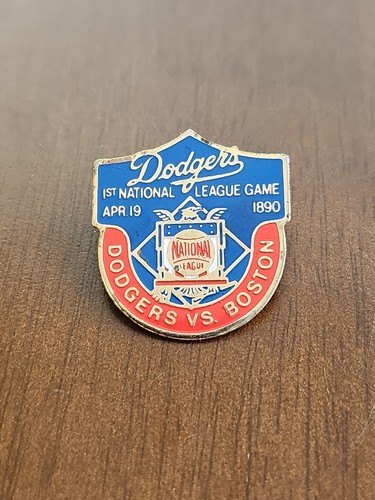 Dodgers
1ST NATIONAL LEAGUE GAME
APR. 19 1890
NATIONAL
LEAGUE
DODGERS VS. BOSTON